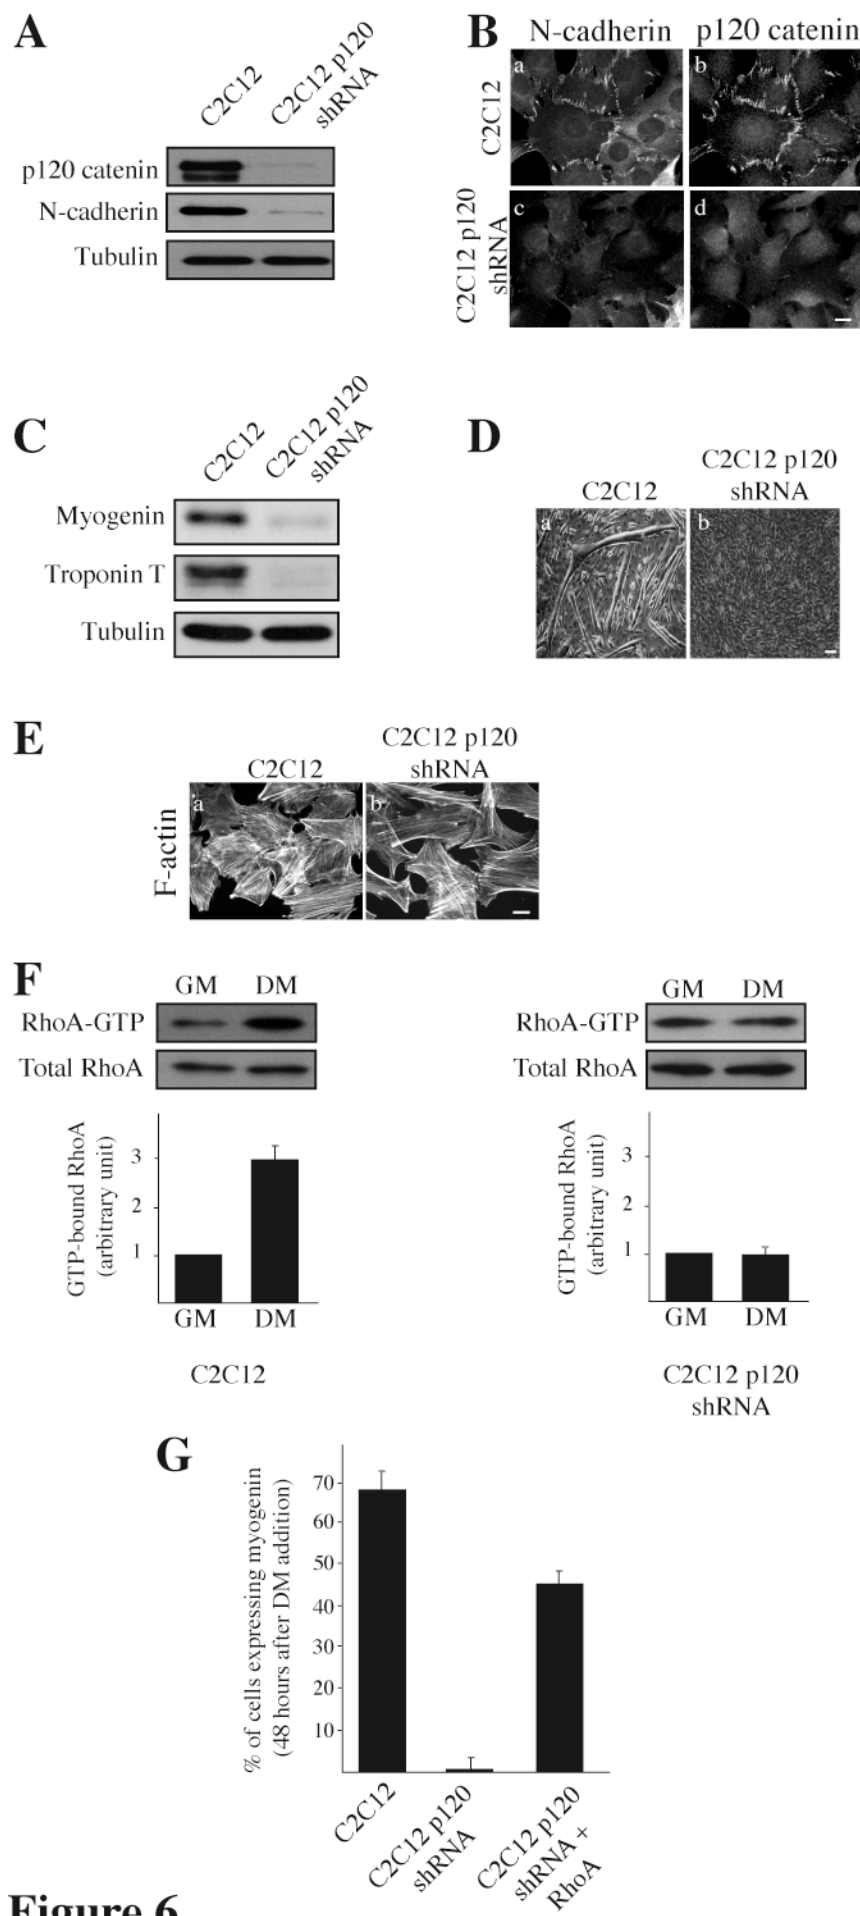 A
C2C12
C2C12 p120
shRNA
p120 catenin
N-cadherin
Tubulin
B
N-cadherin
p120 catenin
C2C12
C2C12 p120
shRNA
a
b
c
d
C
C2C12
C2C12 p120
shRNA
Myogenin
Troponin T
Tubulin
D
C2C12
C2C12 p120
shRNA
a
b
E
C2C12
C2C12 p120
shRNA
F-actin
a
b
F
GM DM
RhoA-GTP
Total RhoA
GTP-bound RhoA
(arbitrary unit)
3
2
1
GM DM
C2C12
GM DM
RhoA-GTP
Total RhoA
GTP-bound RhoA
(arbitrary unit)
3
2
1
GM DM
C2C12 p120
shRNA
G
% of cells expressing myogenin
(48 hours after DM addition)
70
60
50
40
30
20
10
C2C12
C2C12 p120
shRNA
C2C12 p120
shRNA +
RhoA
Figure 6